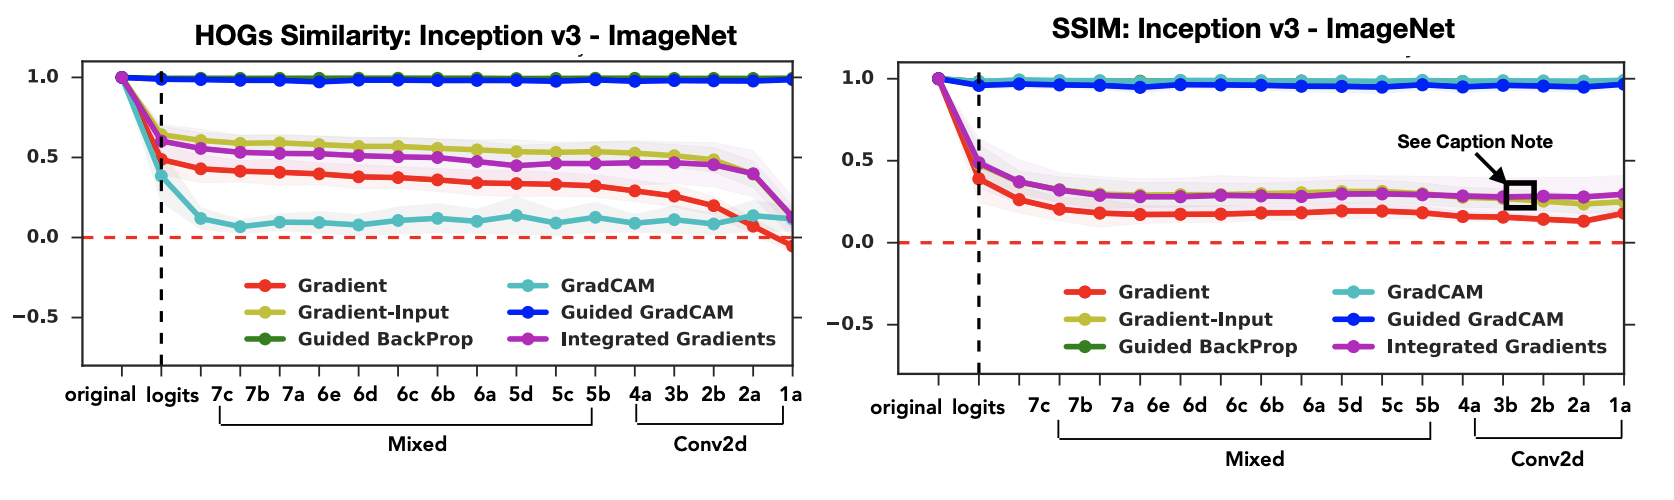 HOGs Similarity: Inception v3 - ImageNet
1.0
0.5
0.0
−0.5
Gradient
Gradient-Input
Guided BackProp
GradCAM
Guided GradCAM
Integrated Gradients
original logits 7c 7b 7a 6e 6d 6c 6b 6a 5d 5c 5b 4a 3b 2b 2a 1a
Mixed Conv2d
SSIM: Inception v3 - ImageNet
1.0
0.5
0.0
−0.5
See Caption Note
Gradient
Gradient-Input
Guided BackProp
GradCAM
Guided GradCAM
Integrated Gradients
original logits 7c 7b 7a 6e 6d 6c 6b 6a 5d 5c 5b 4a 3b 2b 2a 1a
Mixed Conv2d